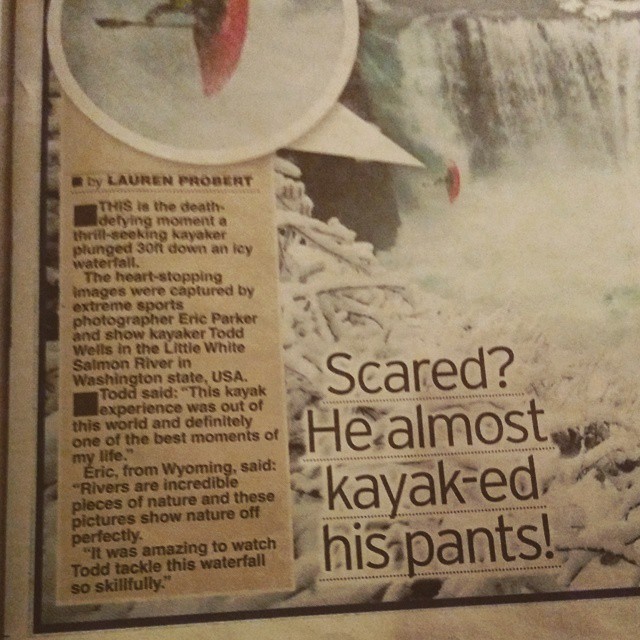 by LAUREN PROBERT
THIS is the death-
defying moment a
thrill-seeking kayaker
plunged 30ft down an icy
waterfall.
The heart-stopping
images were captured by
extreme sports
photographer Eric Parker
and show kayaker Todd
Wells in the Little White
Salmon River in
Washington state, USA.
Todd said: “This kayak
experience was out of
this world and definitely
one of the best moments of
my life.”
Eric, from Wyoming, said:
“Rivers are incredible
pieces of nature and these
pictures show nature off
perfectly.
“It was amazing to watch
Todd tackle this waterfall
so skillfully.”
Scared?
He almost
kayak-ed
his pants!